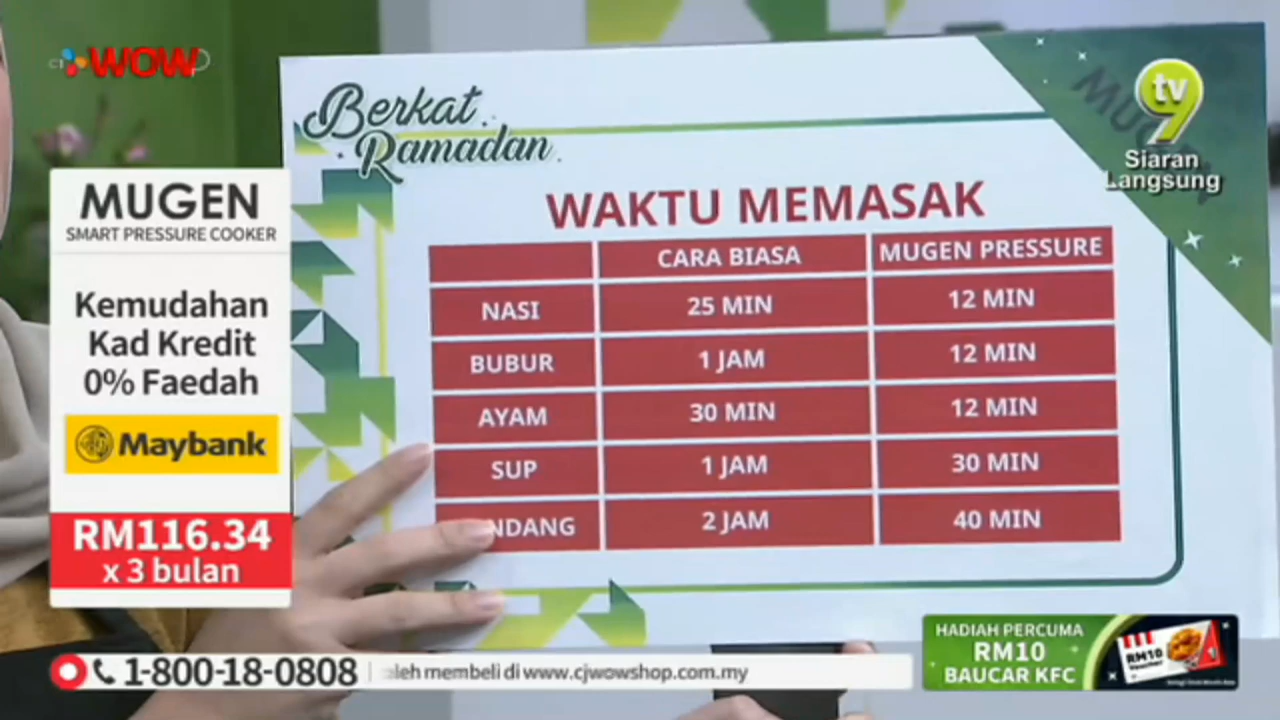 CJ WOW
MUGEN
SMART PRESSURE COOKER
Kemudahan
Kad Kredit
0% Faedah
Maybank
RM116.34
x 3 bulan
Berkat
Ramadan
WAKTU MEMASAK
CARA BIASA MUGEN PRESSURE
NASI 25 MIN 12 MIN
BUBUR 1 JAM 12 MIN
AYAM 30 MIN 12 MIN
SUP 1 JAM 30 MIN
NDANG 2 JAM 40 MIN
tv9
Siaran
Langsung
HADIAH PERCUMA
RM10
BAUCAR KFC
RM10
1-800-18-0808
membeli di www.cjwowshop.com.my